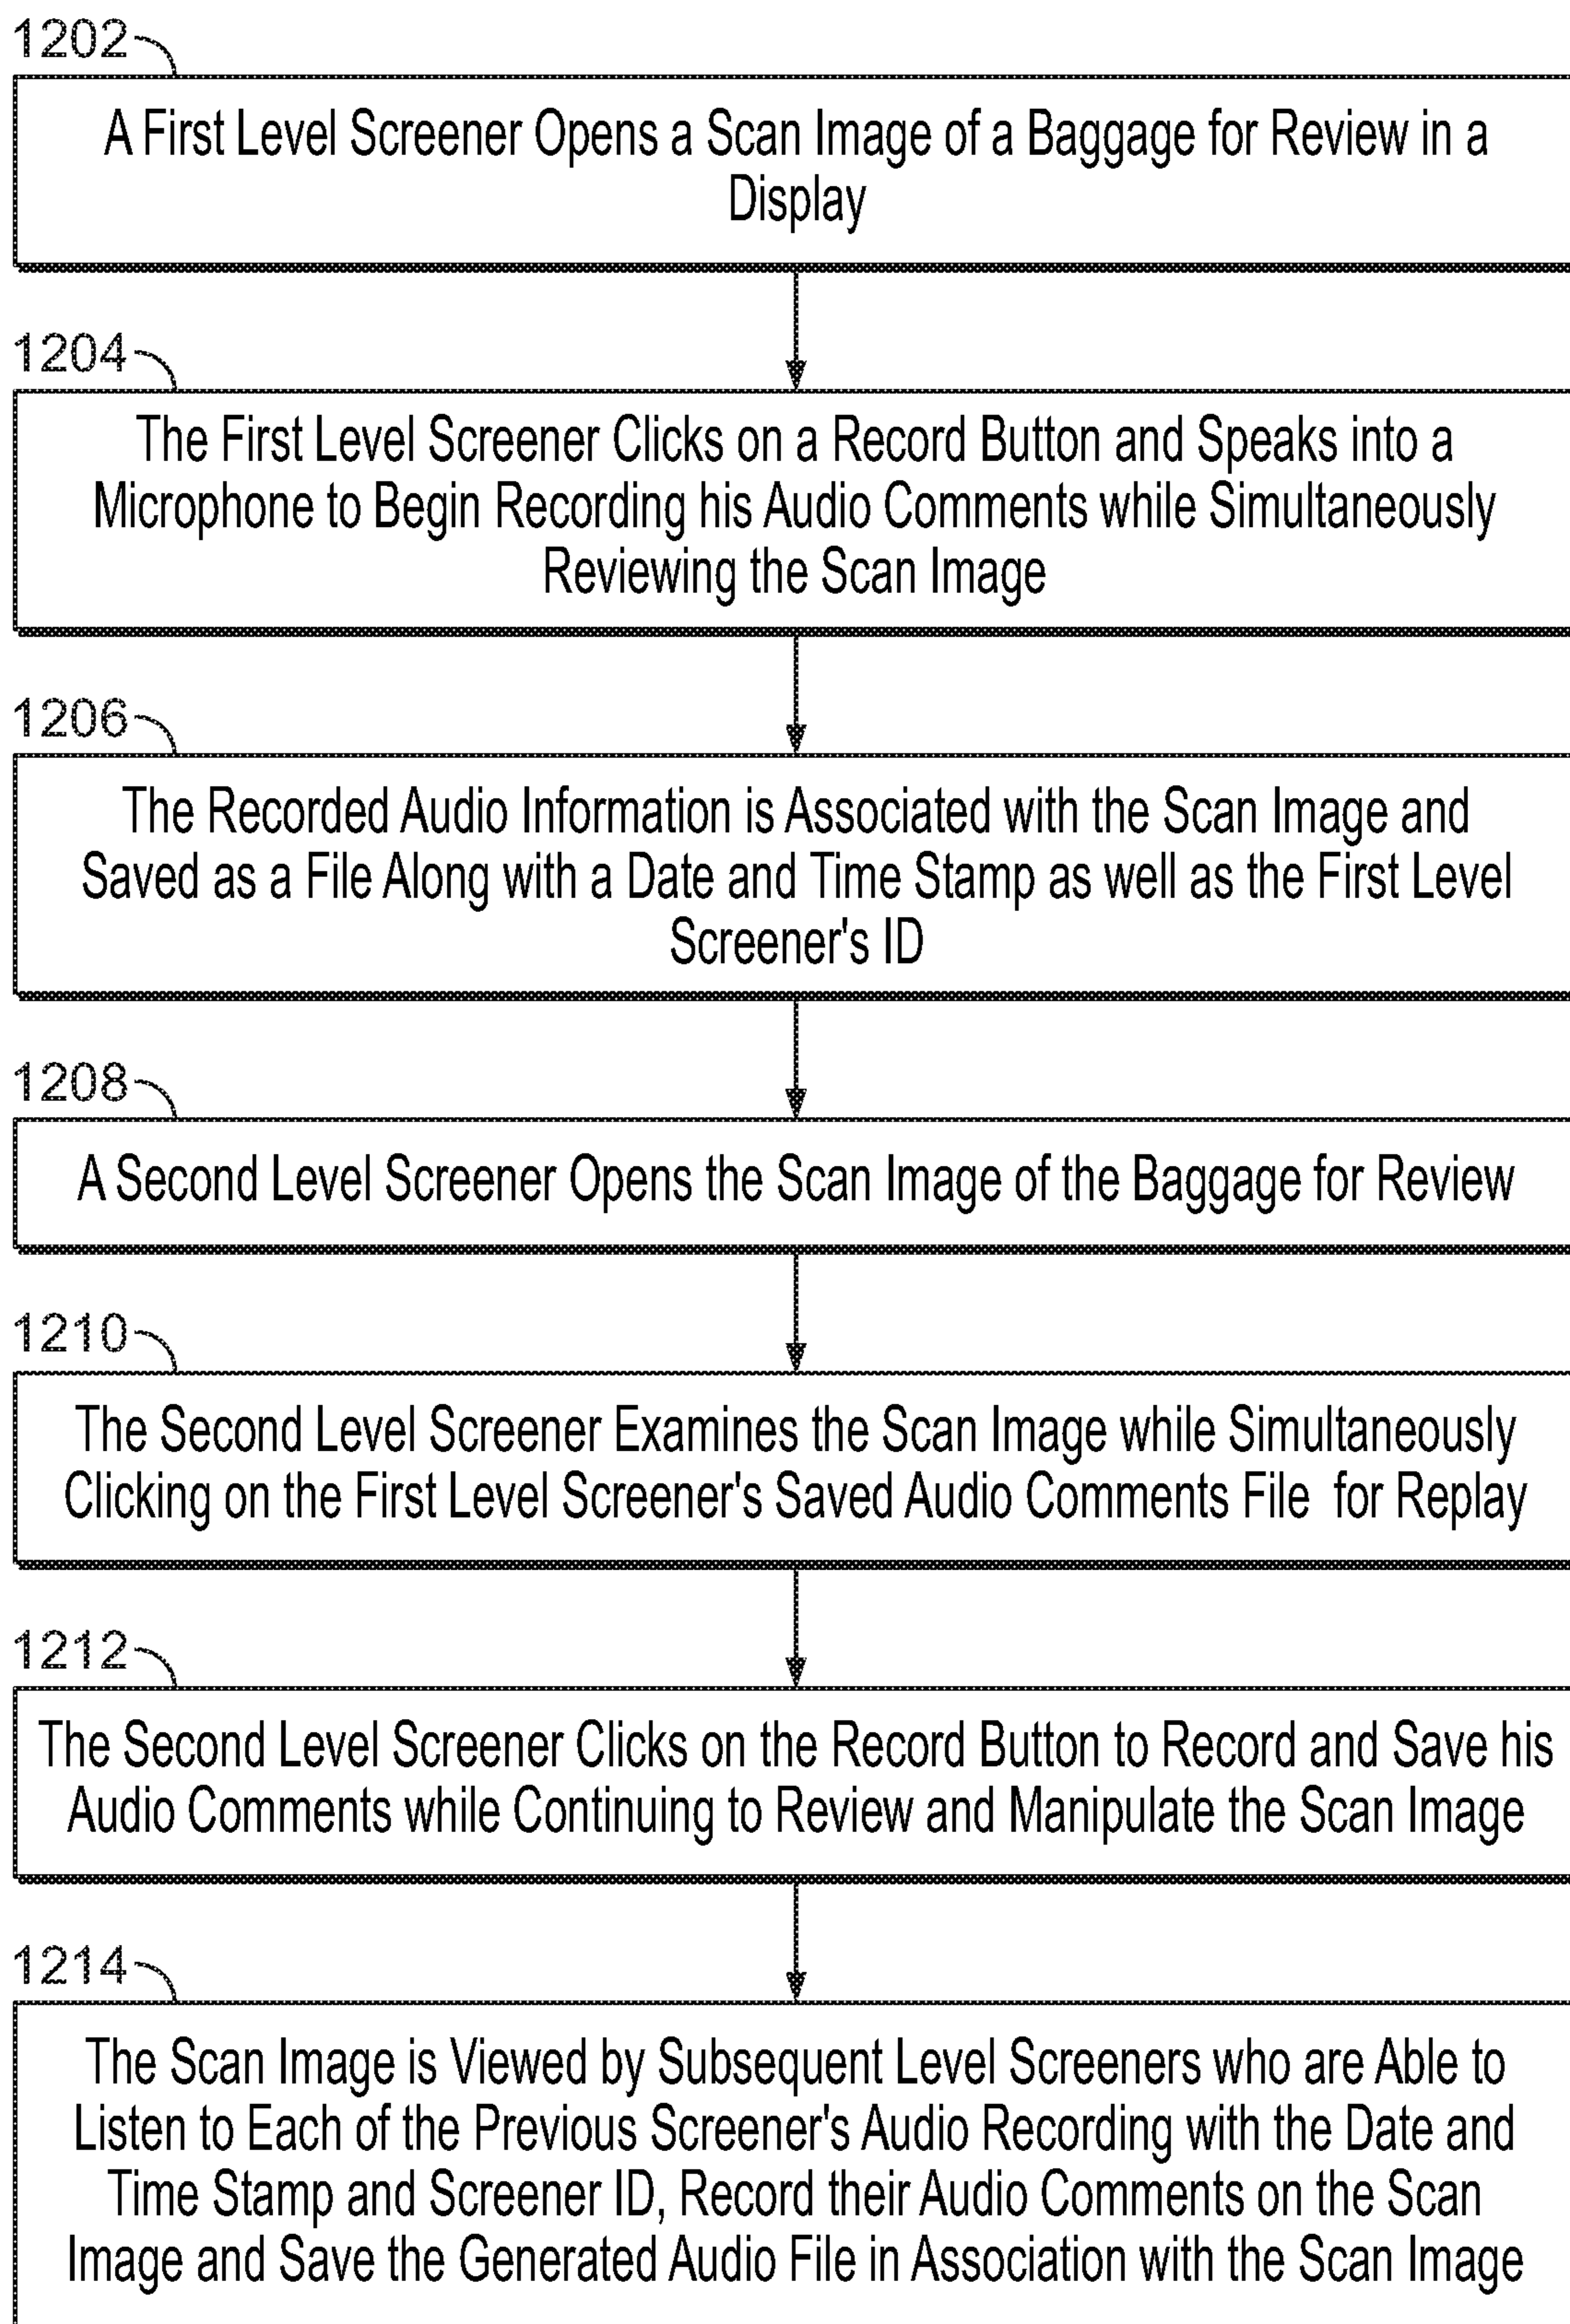 1202
A First Level Screener Opens a Scan Image of a Baggage for Review in a
Display
1204
The First Level Screener Clicks on a Record Button and Speaks into a
Microphone to Begin Recording his Audio Comments while Simultaneously
Reviewing the Scan Image
1206
The Recorded Audio Information is Associated with the Scan Image and
Saved as a File Along with a Date and Time Stamp as well as the First Level
Screener's ID
1208
A Second Level Screener Opens the Scan Image of the Baggage for Review
1210
The Second Level Screener Examines the Scan Image while Simultaneously
Clicking on the First Level Screener's Saved Audio Comments File for Replay
1212
The Second Level Screener Clicks on the Record Button to Record and Save his
Audio Comments while Continuing to Review and Manipulate the Scan Image
1214
The Scan Image is Viewed by Subsequent Level Screeners who are Able to
Listen to Each of the Previous Screener's Audio Recording with the Date and
Time Stamp and Screener ID, Record their Audio Comments on the Scan
Image and Save the Generated Audio File in Association with the Scan Image